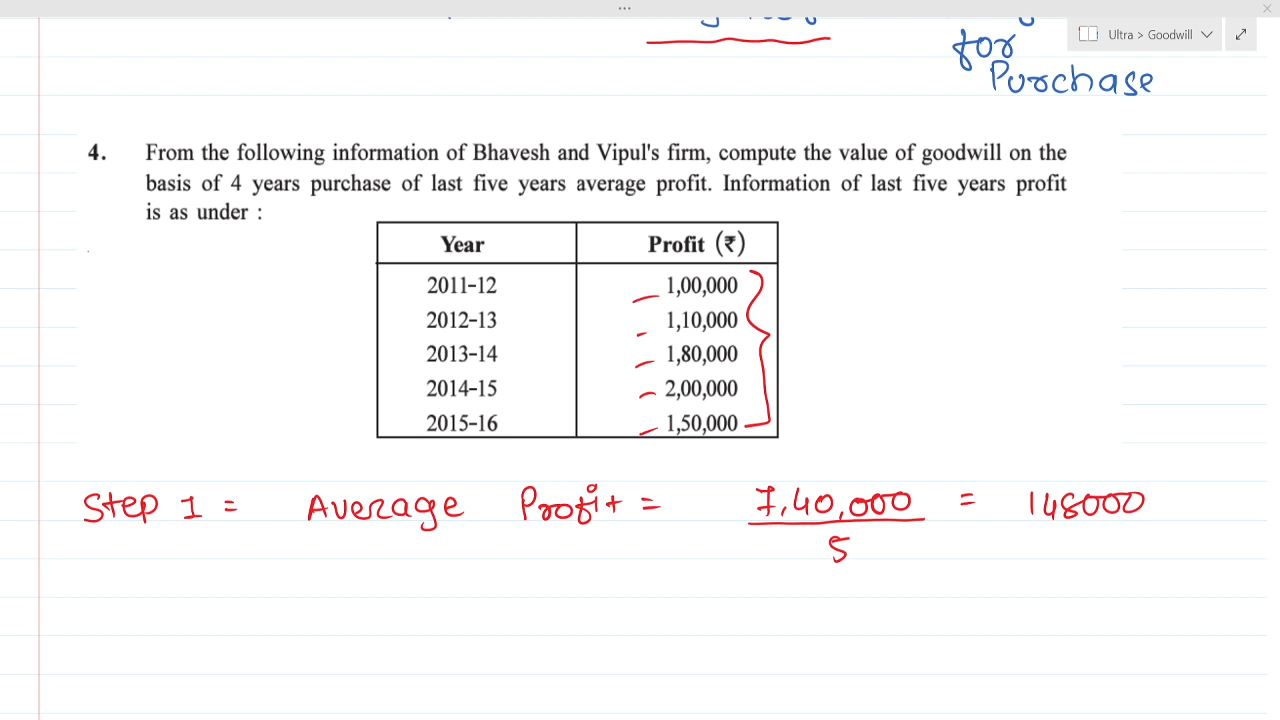 Ultra > Goodwill
for
Purchase
4. From the following information of Bhavesh and Vipul's firm, compute the value of goodwill on the
basis of 4 years purchase of last five years average profit. Information of last five years profit
is as under :
Year Profit (₹)
2011-12 1,00,000
2012-13 1,10,000
2013-14 1,80,000
2014-15 2,00,000
2015-16 1,50,000
Step 1 = Average Profit = 7,40,000 = 148000
5